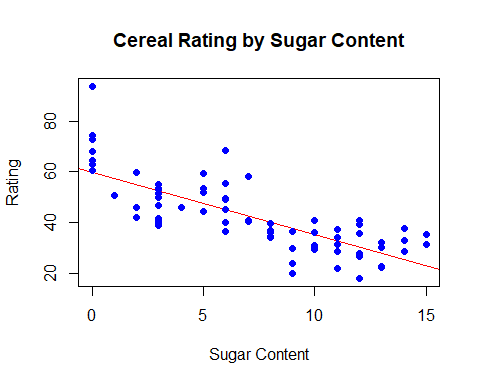 Cereal Rating by Sugar Content
Rating
80
60
40
20
0 5 10 15
Sugar Content